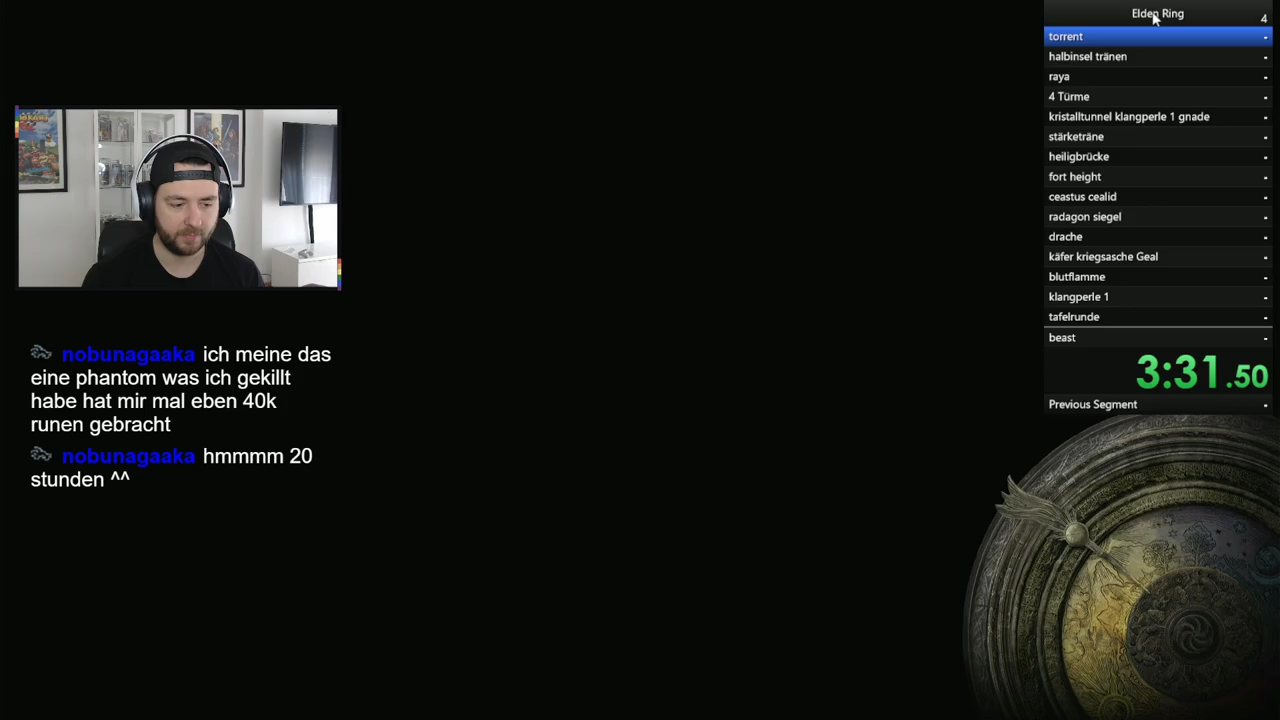 Elden Ring
4
torrent -
halbinsel tränen -
raya -
4 Türme -
kristalltunnel klangperle 1 gnade -
stärketräne -
heiligbrücke -
fort height -
ceastus cealid -
radagon siegel -
drache -
käfer kriegsasche Geal -
blutflamme -
klangperle 1 -
tafelrunde -
beast -
3:31.50
Previous Segment -
nobunagaaka ich meine das
eine phantom was ich gekillt
habe hat mir mal eben 40k
runen gebracht
nobunagaaka hmmmm 20
stunden ^^